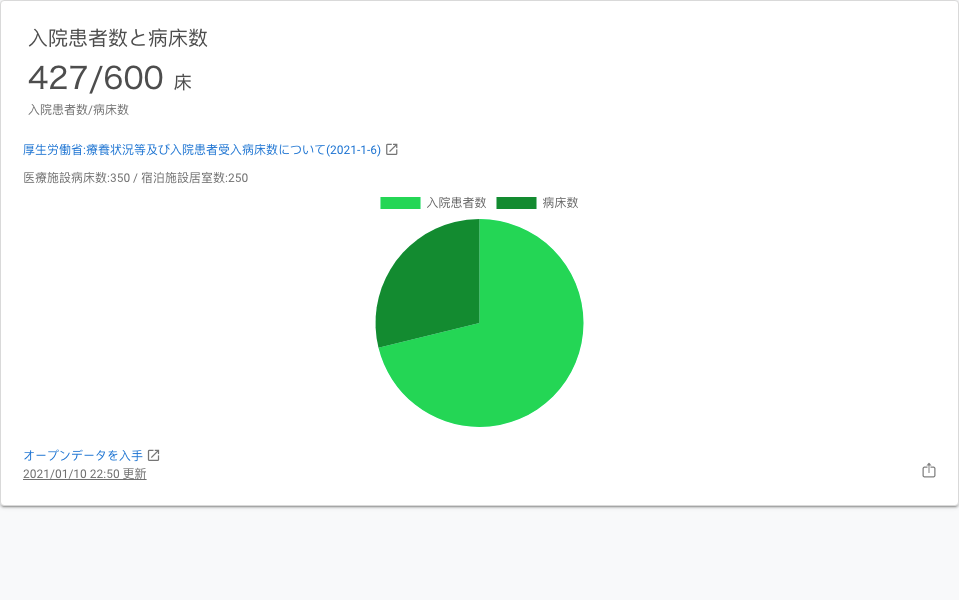 入院患者数と病床数
427/600 床
入院患者数/病床数
厚生労働省:療養状況等及び入院患者受入病床数について(2021-1-6)
医療施設病床数:350 / 宿泊施設居室数:250
入院患者数 病床数
オープンデータを入手
2021/01/10 22:50 更新